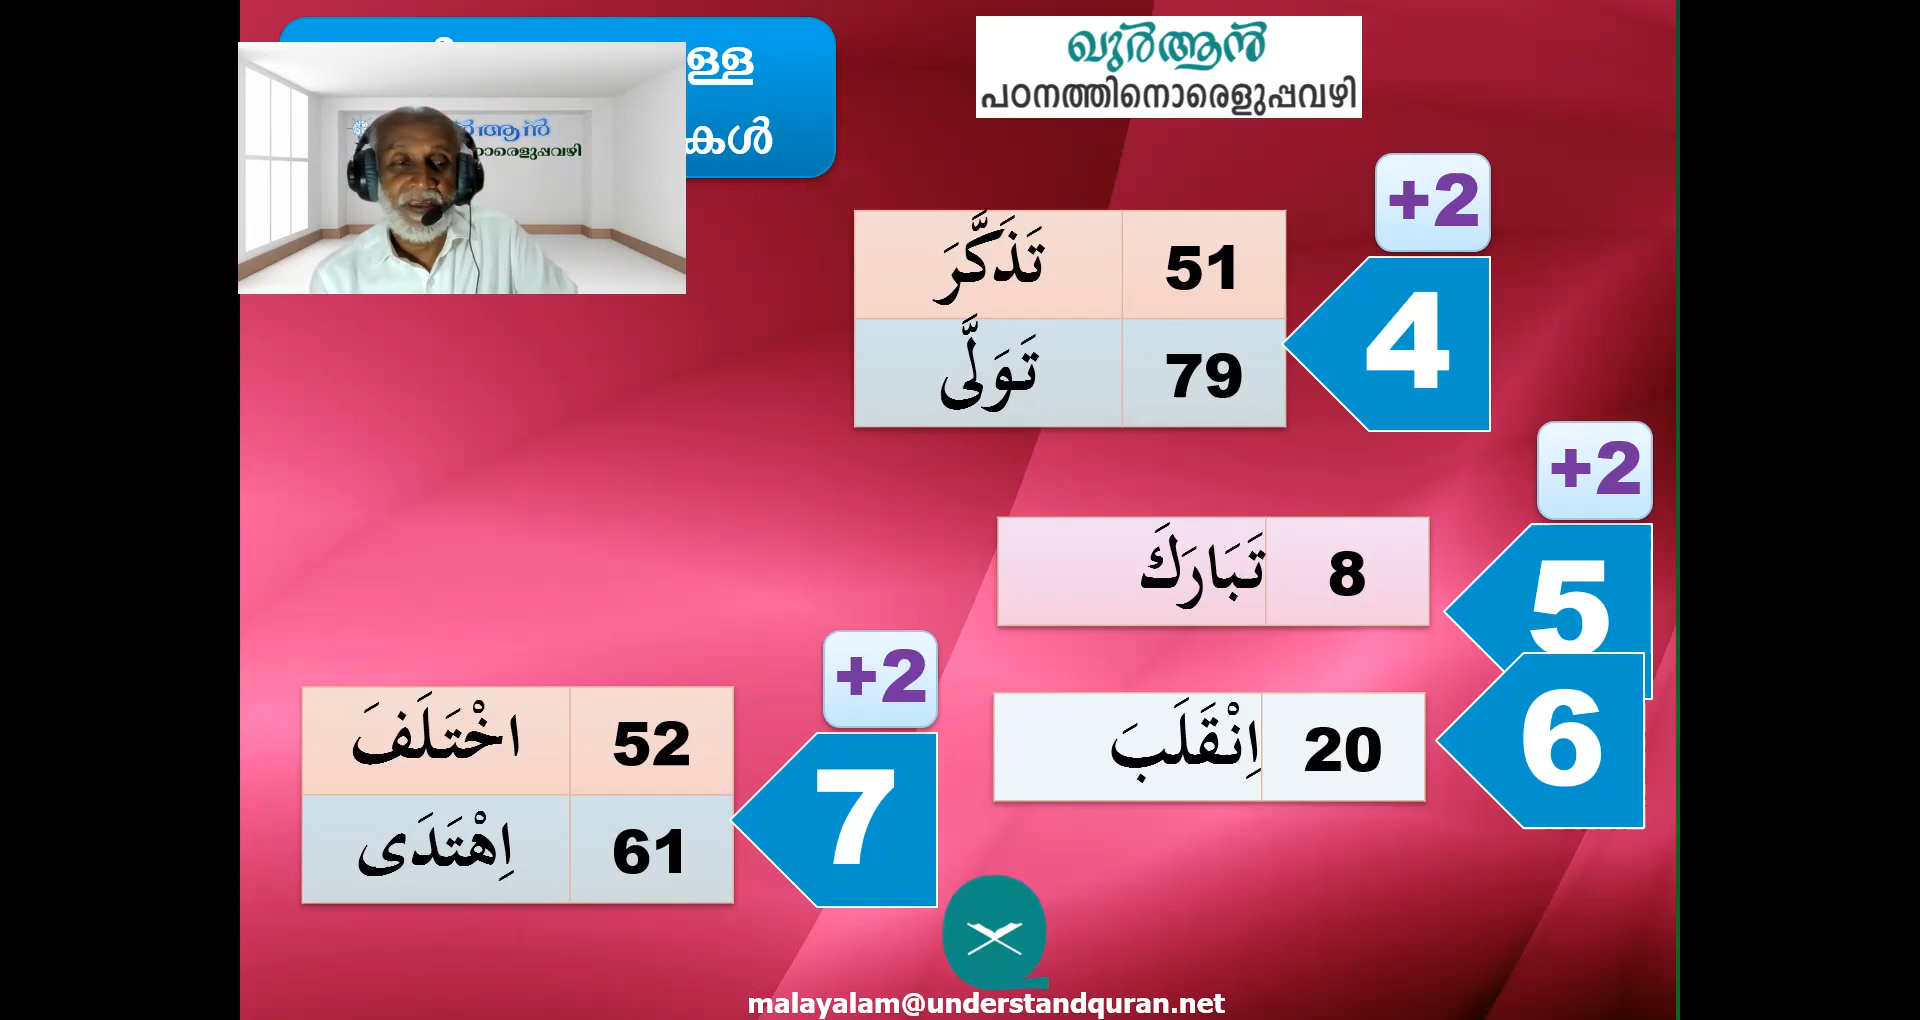 ള്ള
കൾ
ഖുർആൻ
പഠനത്തിനൊരെളുപ്പവഴി
+2
تَذَكَّرَ 51
تَوَلَّى 79
4
+2
تَبَارَكَ 8
5
اِنْقَلَبَ 20
6
+2
اخْتَلَفَ 52
اِهْتَدَى 61
7
malayalam@understandquran.net